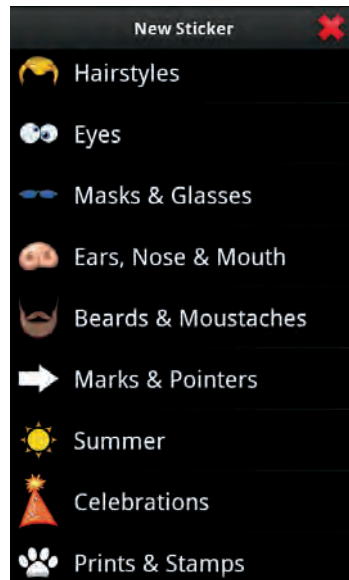 New Sticker
Hairstyles
Eyes
Masks & Glasses
Ears, Nose & Mouth
Beards & Moustaches
Marks & Pointers
Summer
Celebrations
Prints & Stamps